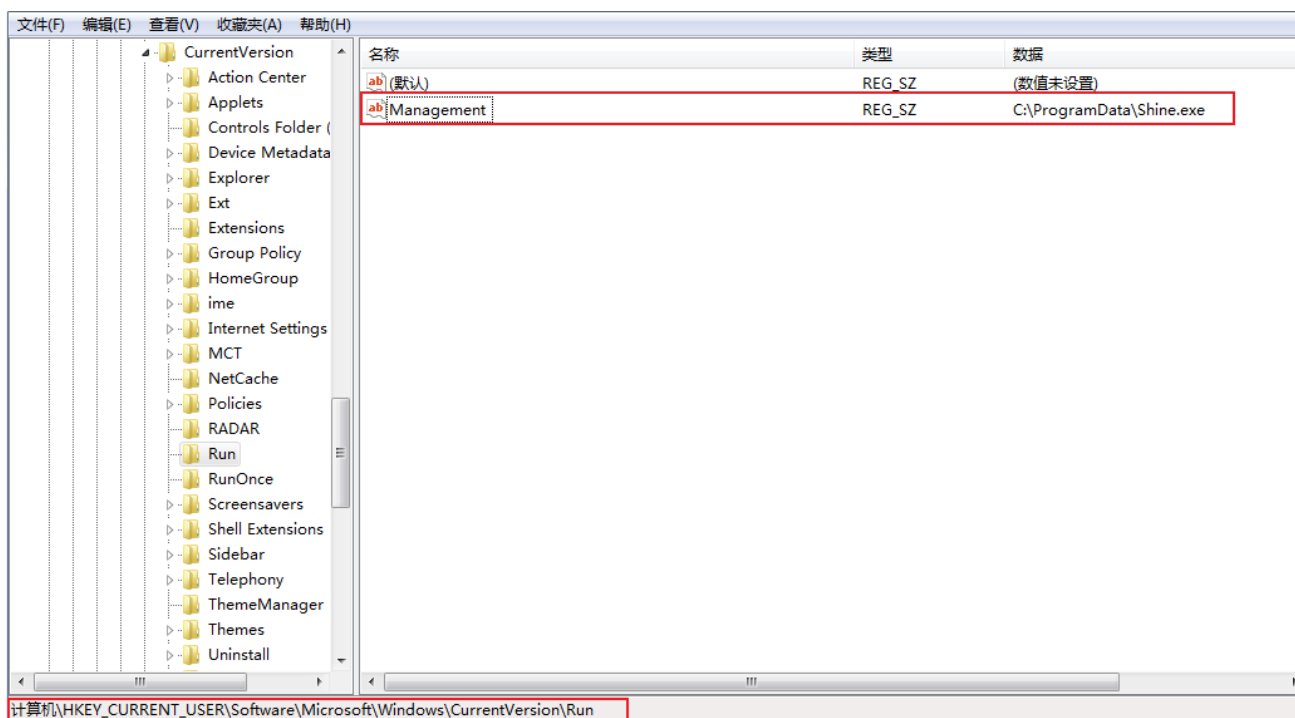 文件(F) 编辑(E) 查看(V) 收藏夹(A) 帮助(H)
CurrentVersion
Action Center
Applets
Controls Folder (
Device Metadata
Explorer
Ext
Extensions
Group Policy
HomeGroup
ime
Internet Settings
MCT
NetCache
Policies
RADAR
Run
RunOnce
Screensavers
Shell Extensions
Sidebar
Telephony
ThemeManager
Themes
Uninstall
名称 类型 数据
ab (默认) REG_SZ (数值未设置)
ab Management REG_SZ C:\ProgramData\Shine.exe
计算机\HKEY_CURRENT_USER\Software\Microsoft\Windows\CurrentVersion\Run